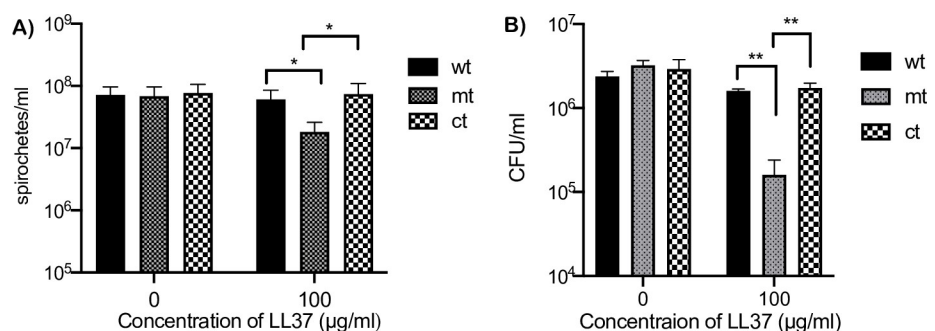 A)
spirochetes/ml
10⁹
10⁸
10⁷
10⁶
10⁵
*
*
wt
mt
ct
0 100
Concentration of LL37 (µg/ml)
B)
CFU/ml
10⁷
10⁶
10⁵
10⁴
**
**
wt
mt
ct
0 100
Concentraion of LL37 (µg/ml)